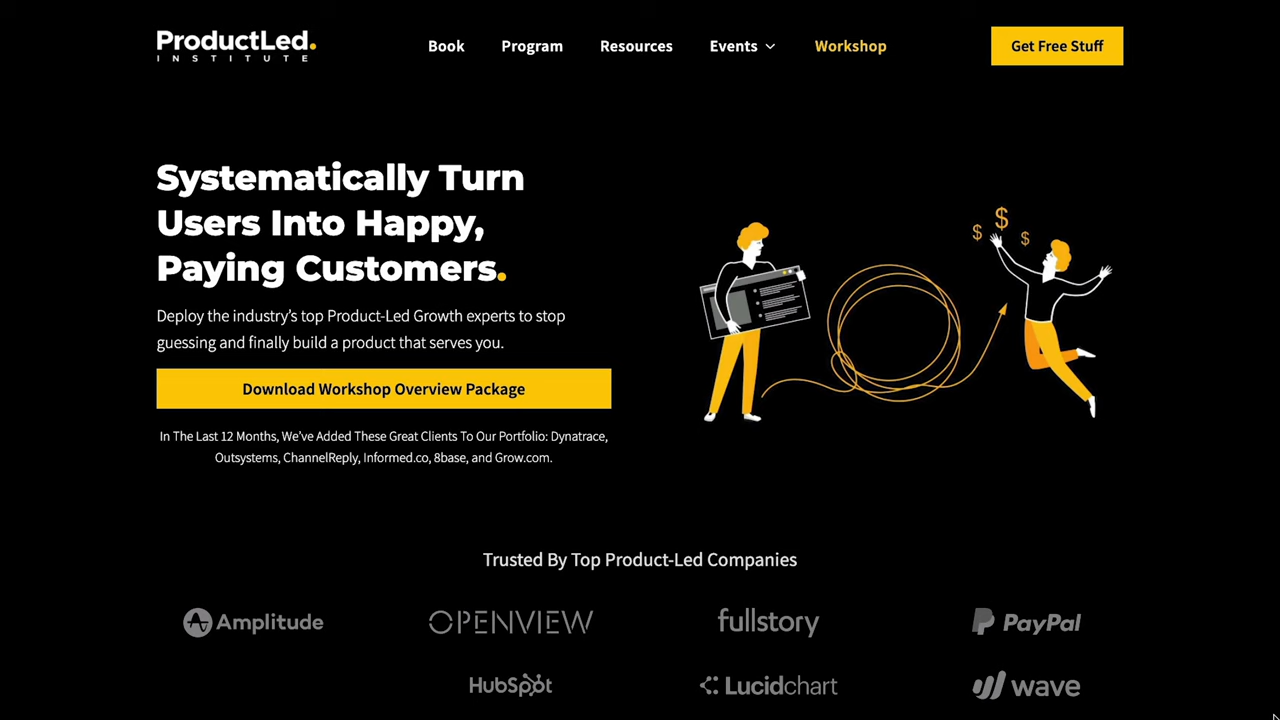 ProductLed.
INSTITUTE
Book Program Resources Events Workshop
Get Free Stuff
Systematically Turn
Users Into Happy,
Paying Customers.
Deploy the industry's top Product-Led Growth experts to stop
guessing and finally build a product that serves you.
Download Workshop Overview Package
In The Last 12 Months, We've Added These Great Clients To Our Portfolio: Dynatrace,
Outsystems, ChannelReply, Informed.co, 8base, and Grow.com.
$ $ $
Trusted By Top Product-Led Companies
Amplitude OPENVIEW fullstory PayPal
HubSpot Lucidchart wave